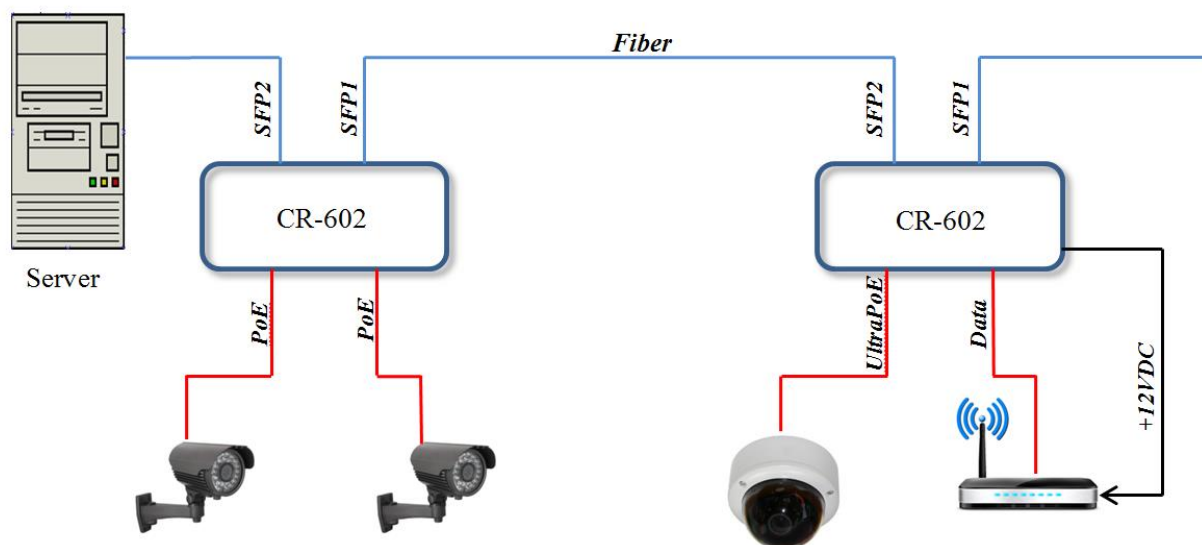 Fiber
SFP2
SFP1
SFP2
SFP1
CR-602
CR-602
Server
PoE
PoE
UltraPoE
Data
+12VDC